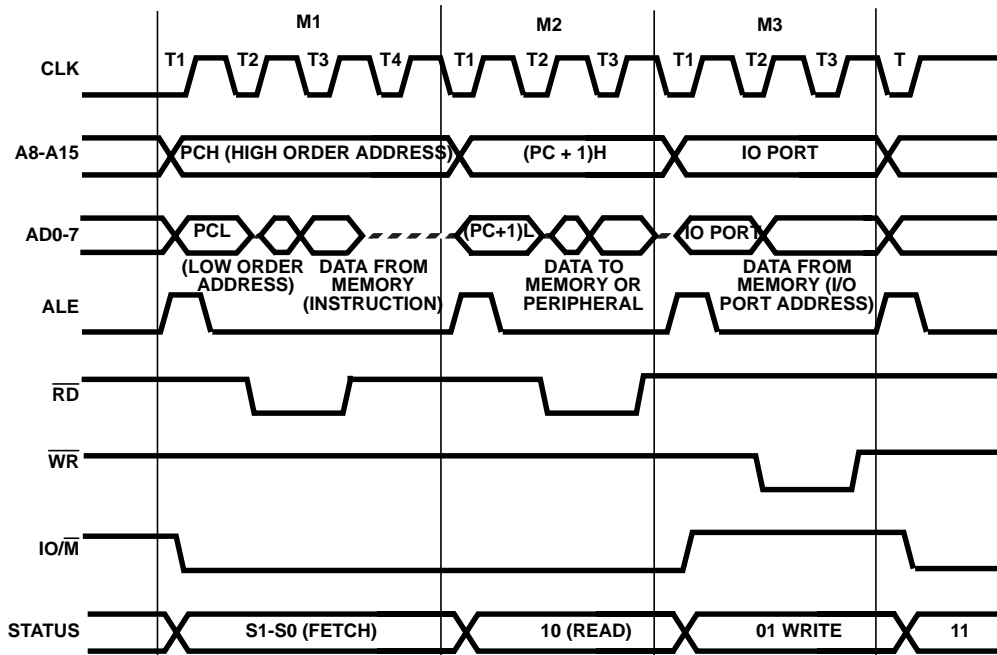 M1 M2 M3
CLK T1 T2 T3 T4 T1 T2 T3 T1 T2 T3 T
A8-A15 PCH (HIGH ORDER ADDRESS) (PC + 1)H IO PORT
AD0-7 PCL (PC+1)L IO PORT
(LOW ORDER
ADDRESS)
DATA FROM
MEMORY
(INSTRUCTION)
DATA TO
MEMORY OR
PERIPHERAL
DATA FROM
MEMORY (I/O
PORT ADDRESS)
ALE
RD
WR
IO/M
STATUS S1-S0 (FETCH) 10 (READ) 01 WRITE 11